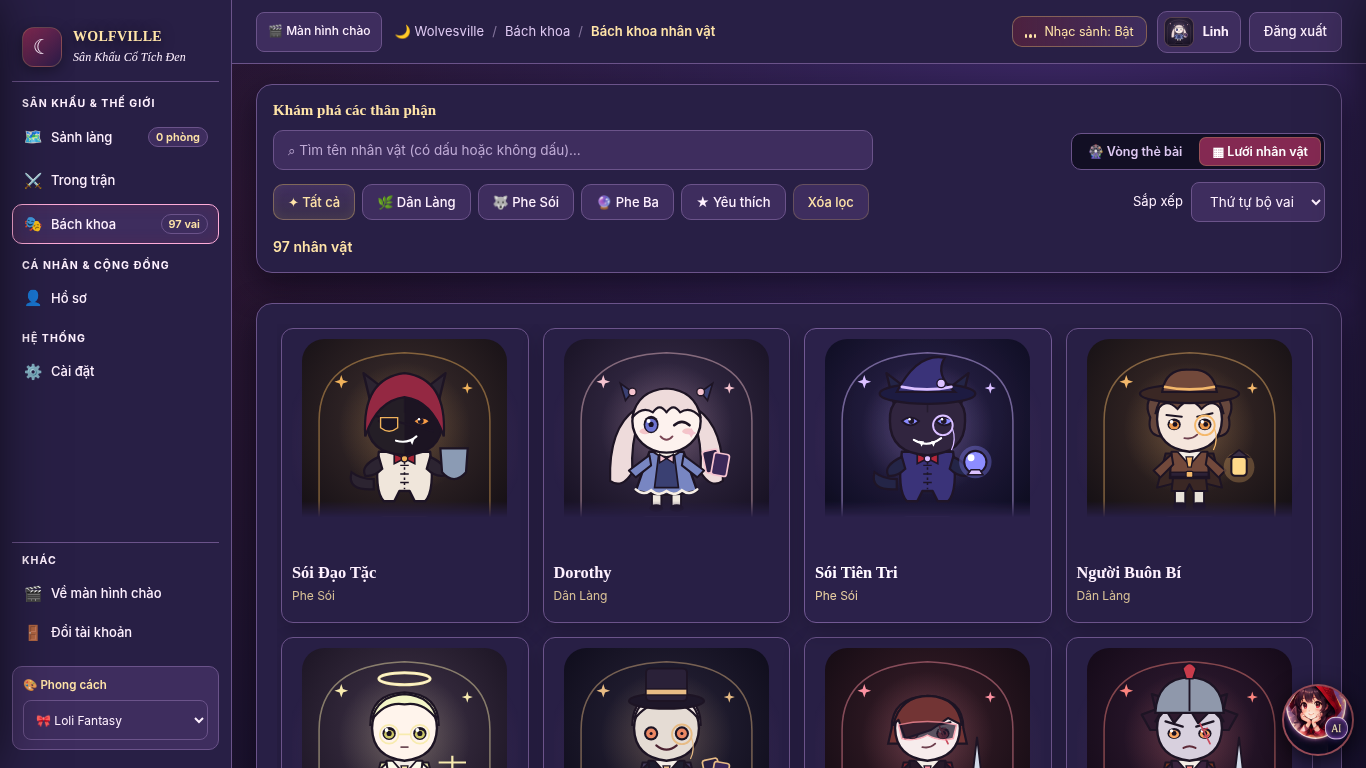 WOLFVILLE
Sân Khấu Cổ Tích Đen
SÂN KHẤU & THẾ GIỚI
Sảnh làng
0 phòng
Trong trận
Bách khoa
97 vai
CÁ NHÂN & CỘNG ĐỒNG
Hồ sơ
HỆ THỐNG
Cài đặt
KHÁC
Về màn hình chào
Đổi tài khoản
Phong cách
Loli Fantasy
Màn hình chào
Wolvesville / Bách khoa / Bách khoa nhân vật
Nhạc sảnh: Bật
Linh
Đăng xuất
Khám phá các thân phận
Tìm tên nhân vật (có dấu hoặc không dấu)...
Vòng thẻ bài
Lưới nhân vật
Tất cả
Dân Làng
Phe Sói
Phe Ba
Yêu thích
Xóa lọc
Sắp xếp
Thứ tự bộ vai
97 nhân vật
Sói Đạo Tặc
Phe Sói
Dorothy
Dân Làng
Sói Tiên Tri
Phe Sói
Người Buôn Bí
Dân Làng
AI